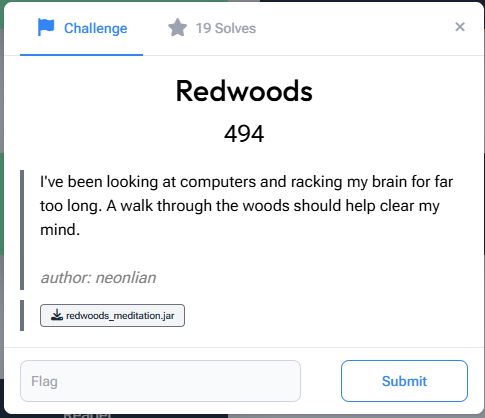 Challenge
19 Solves
×
Redwoods
494
I've been looking at computers and racking my brain for far
too long. A walk through the woods should help clear my
mind.
author: neonlian
redwoods_meditation.jar
Flag
Submit